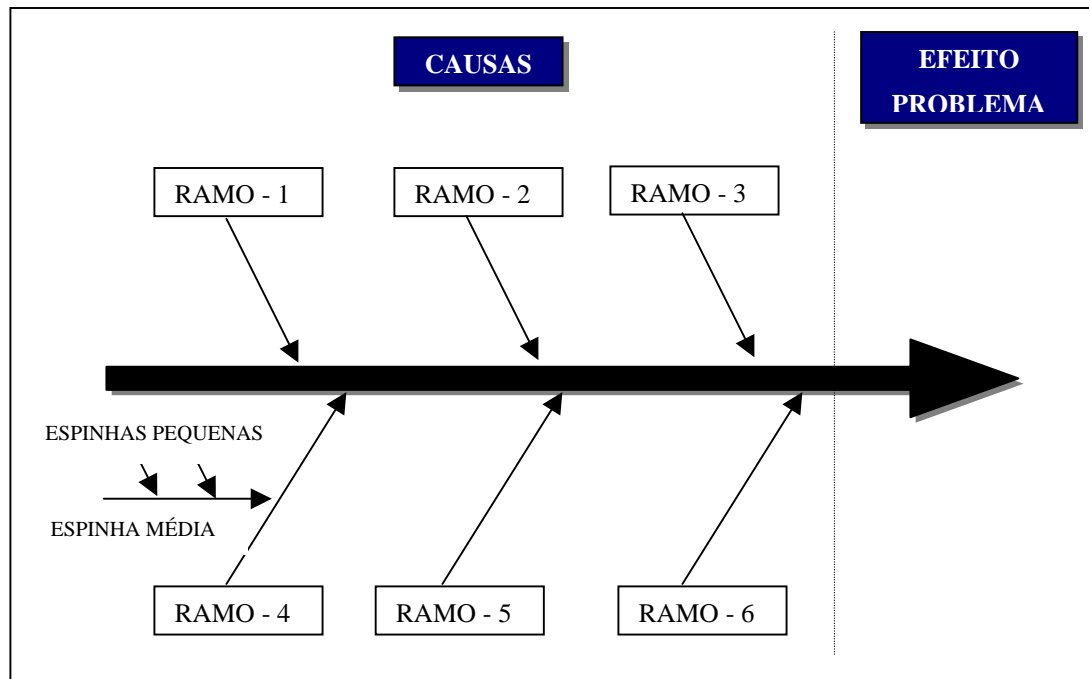 CAUSAS
EFEITO
PROBLEMA
RAMO - 1
RAMO - 2
RAMO - 3
ESPINHAS PEQUENAS
ESPINHA MÉDIA
RAMO - 4
RAMO - 5
RAMO - 6